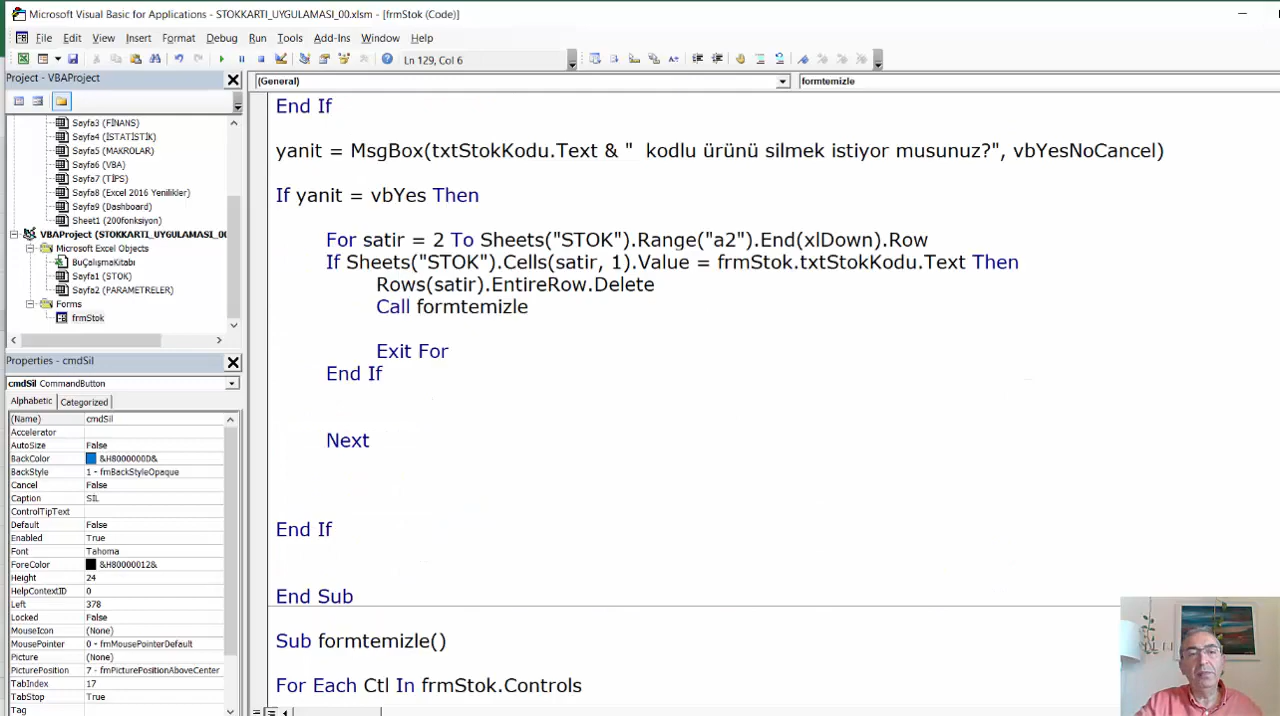 Microsoft Visual Basic for Applications - STOKKARTI_UYGULAMASI_00.xlsm - [frmStok (Code)]
File Edit View Insert Format Debug Run Tools Add-Ins Window Help
Ln 129, Col 6
Project - VBAProject
Sayfa3 (FİNANS)
Sayfa4 (İSTATİSTİK)
Sayfa5 (MAKROLAR)
Sayfa6 (VBA)
Sayfa7 (TİPS)
Sayfa8 (Excel 2016 Yenilikler)
Sayfa9 (Dashboard)
Sheet1 (200fonksiyon)
VBAProject (STOKKARTI_UYGULAMASI_00
Microsoft Excel Objects
BuÇalışmaKitabı
Sayfa1 (STOK)
Sayfa2 (PARAMETRELER)
Forms
frmStok
Properties - cmdSil
cmdSil CommandButton
Alphabetic Categorized
(Name) cmdSil
Accelerator
AutoSize False
BackColor &H8000000D&
BackStyle 1 - fmBackStyleOpaque
Cancel False
Caption SIL
ControlTipText
Default False
Enabled True
Font Tahoma
ForeColor &H80000012&
Height 24
HelpContextID 0
Left 378
Locked False
MouseIcon (None)
MousePointer 0 - fmMousePointerDefault
Picture (None)
PicturePosition 7 - fmPicturePositionAboveCenter
TabIndex 17
TabStop True
Tag
(General) formtemizle
End If
yanit = MsgBox(txtStokKodu.Text & "  kodlu ürünü silmek istiyor musunuz?", vbYesNoCancel)
If yanit = vbYes Then
For satir = 2 To Sheets("STOK").Range("a2").End(xlDown).Row
If Sheets("STOK").Cells(satir, 1).Value = frmStok.txtStokKodu.Text Then
Rows(satir).EntireRow.Delete
Call formtemizle
Exit For
End If
Next
End If
End Sub
Sub formtemizle()
For Each Ctl In frmStok.Controls